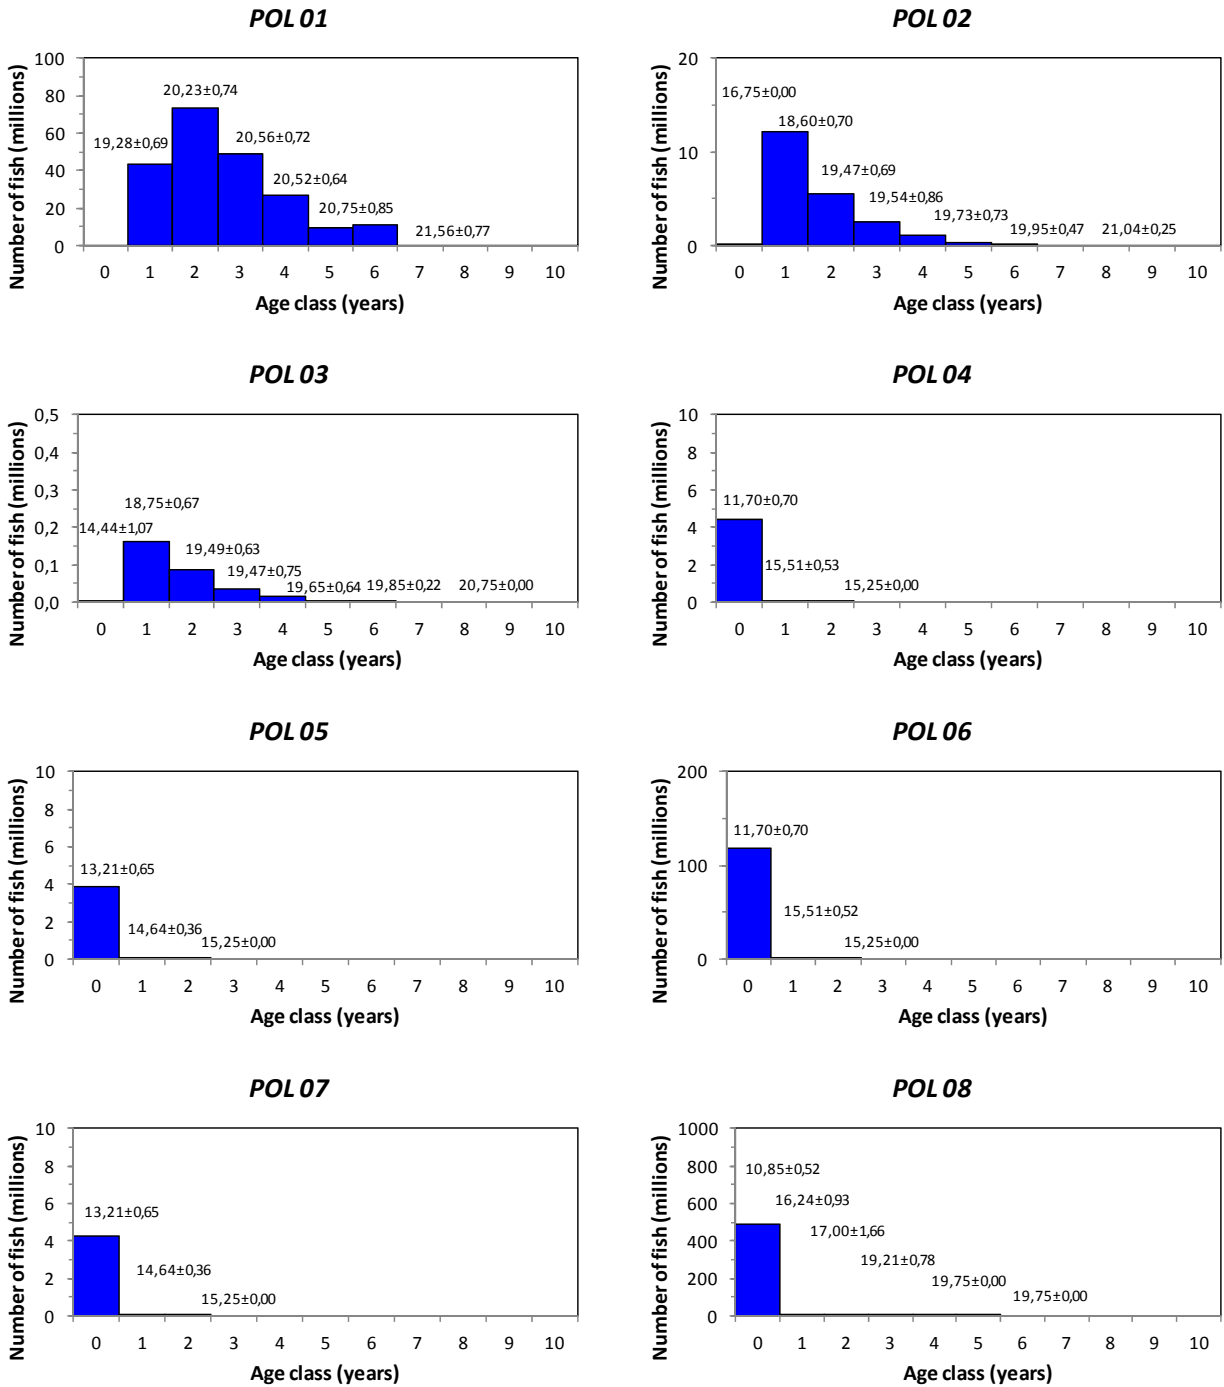 POL 01
Number of fish (millions)
100
80
60
40
20
0
19,28±0,69
20,23±0,74
20,56±0,72
20,52±0,64
20,75±0,85
21,56±0,77
0 1 2 3 4 5 6 7 8 9 10
Age class (years)
POL 02
Number of fish (millions)
20
10
0
16,75±0,00
18,60±0,70
19,47±0,69
19,54±0,86
19,73±0,73
19,95±0,47
21,04±0,25
0 1 2 3 4 5 6 7 8 9 10
Age class (years)
POL 03
Number of fish (millions)
0,5
0,4
0,3
0,2
0,1
0,0
14,44±1,07
18,75±0,67
19,49±0,63
19,47±0,75
19,65±0,64
19,85±0,22
20,75±0,00
0 1 2 3 4 5 6 7 8 9 10
Age class (years)
POL 04
Number of fish (millions)
10
8
6
4
2
0
11,70±0,70
15,51±0,53
15,25±0,00
0 1 2 3 4 5 6 7 8 9 10
Age class (years)
POL 05
Number of fish (millions)
10
8
6
4
2
0
13,21±0,65
14,64±0,36
15,25±0,00
0 1 2 3 4 5 6 7 8 9 10
Age class (years)
POL 06
Number of fish (millions)
200
100
0
11,70±0,70
15,51±0,52
15,25±0,00
0 1 2 3 4 5 6 7 8 9 10
Age class (years)
POL 07
Number of fish (millions)
10
8
6
4
2
0
13,21±0,65
14,64±0,36
15,25±0,00
0 1 2 3 4 5 6 7 8 9 10
Age class (years)
POL 08
Number of fish (millions)
1000
800
600
400
200
0
10,85±0,52
16,24±0,93
17,00±1,66
19,21±0,78
19,75±0,00
19,75±0,00
0 1 2 3 4 5 6 7 8 9 10
Age class (years)